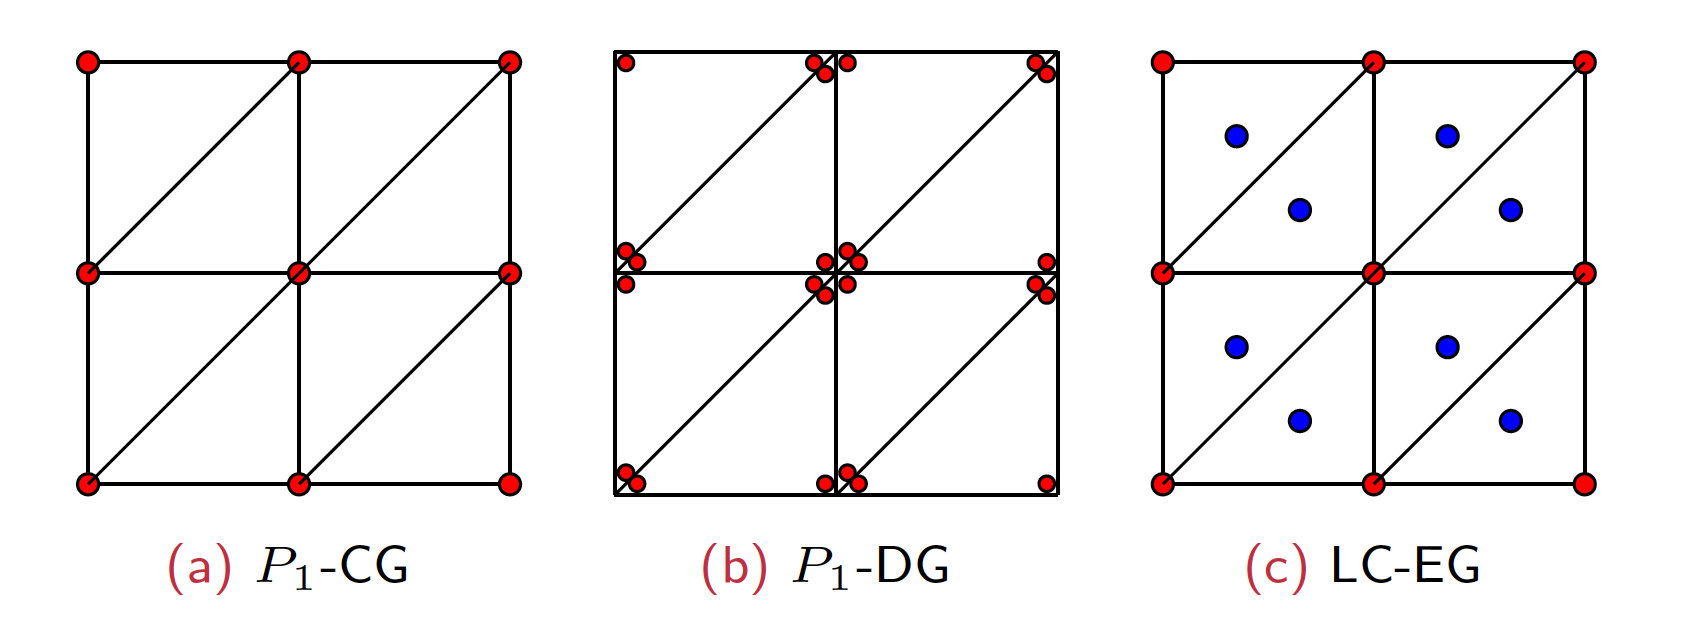 (a) P₁-CG
(b) P₁-DG
(c) LC-EG